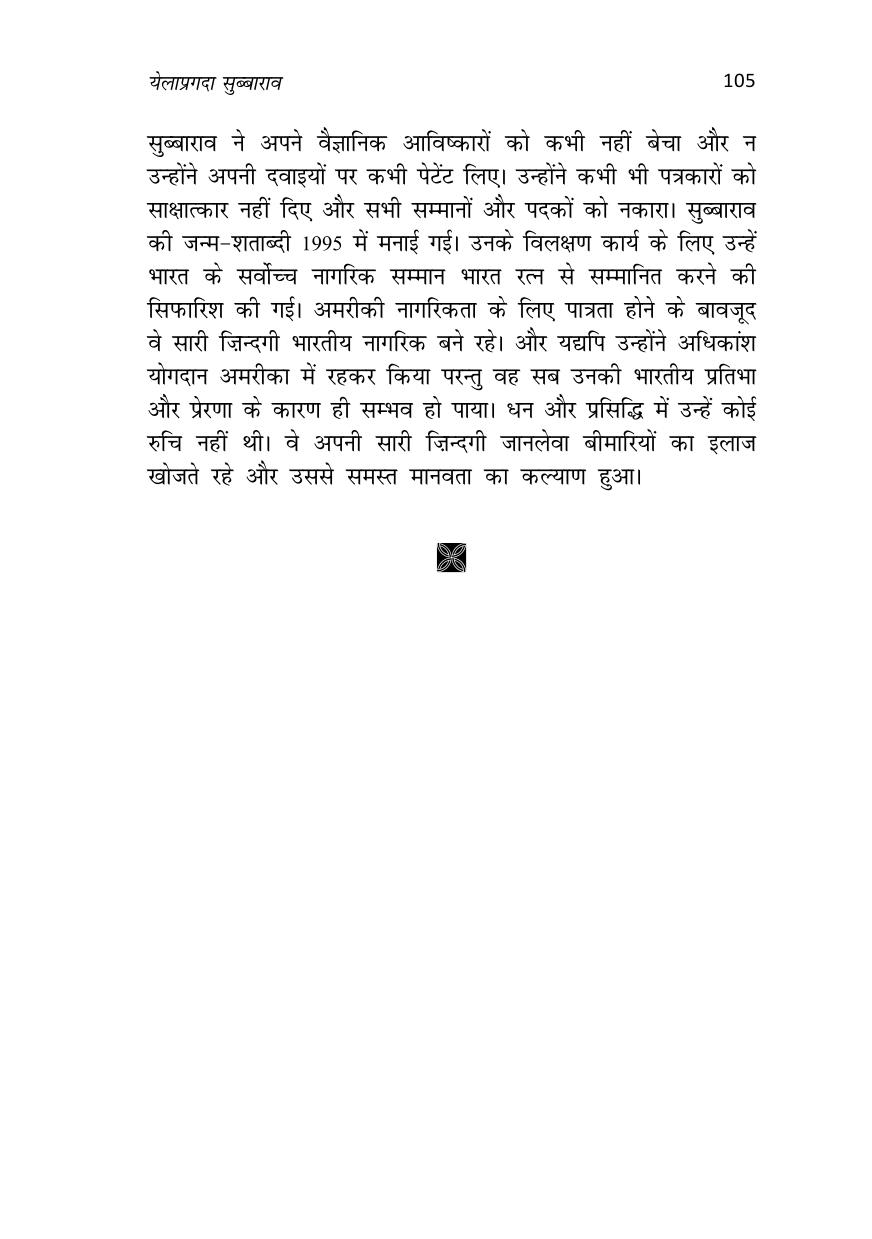 येलाप्रगदा सुब्बाराव 105
सुब्बाराव ने अपने वैज्ञानिक आविष्कारों को कभी नहीं बेचा और न
उन्होंने अपनी दवाइयों पर कभी पेटेंट लिए। उन्होंने कभी भी पत्रकारों को
साक्षात्कार नहीं दिए और सभी सम्मानों और पदकों को नकारा। सुब्बाराव
की जन्म-शताब्दी 1995 में मनाई गई। उनके विलक्षण कार्य के लिए उन्हें
भारत के सर्वोच्च नागरिक सम्मान भारत रत्न से सम्मानित करने की
सिफारिश की गई। अमरीकी नागरिकता के लिए पात्रता होने के बावजूद
वे सारी ज़िन्दगी भारतीय नागरिक बने रहे। और यद्यपि उन्होंने अधिकांश
योगदान अमरीका में रहकर किया परन्तु वह सब उनकी भारतीय प्रतिभा
और प्रेरणा के कारण ही सम्भव हो पाया। धन और प्रसिद्धि में उन्हें कोई
रुचि नहीं थी। वे अपनी सारी ज़िन्दगी जानलेवा बीमारियों का इलाज
खोजते रहे और उससे समस्त मानवता का कल्याण हुआ।